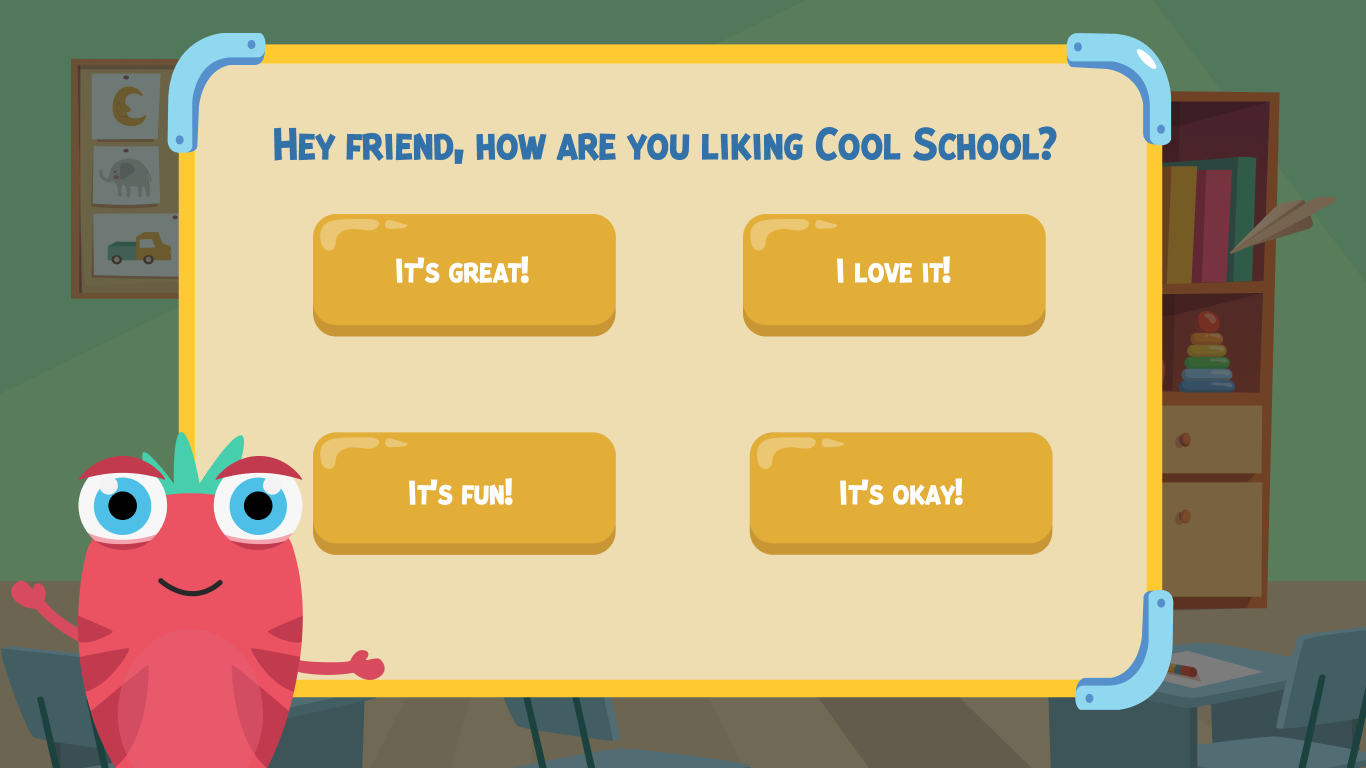 Hey friend, how are you liking Cool School?
It's great!
I love it!
It's fun!
It's okay!